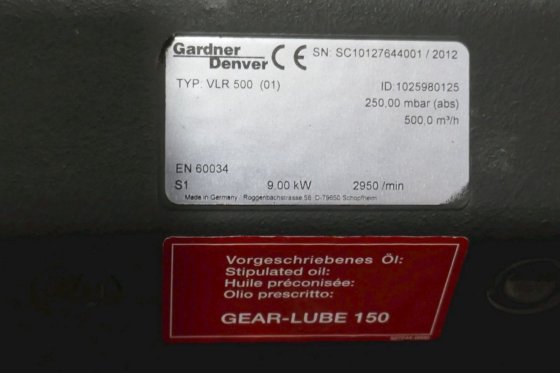 Gardner
Denver CE SN: SC10127644001 / 2012
TYP: VLR 500 (01) ID:1025980125
250,00 mbar (abs)
500,0 m³/h
EN 60034
S1 9.00 kW 2950 /min
Made in Germany Roggenbachstrasse 58 D-79650 Schopfheim
Vorgeschriebenes Öl:
Stipulated oil:
Huile préconisée:
Olio prescritto:
GEAR-LUBE 150